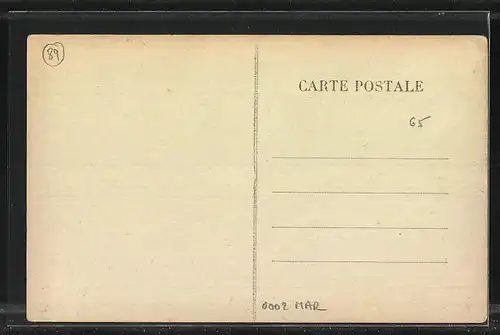 89
CARTE POSTALE
65
0002 MAR